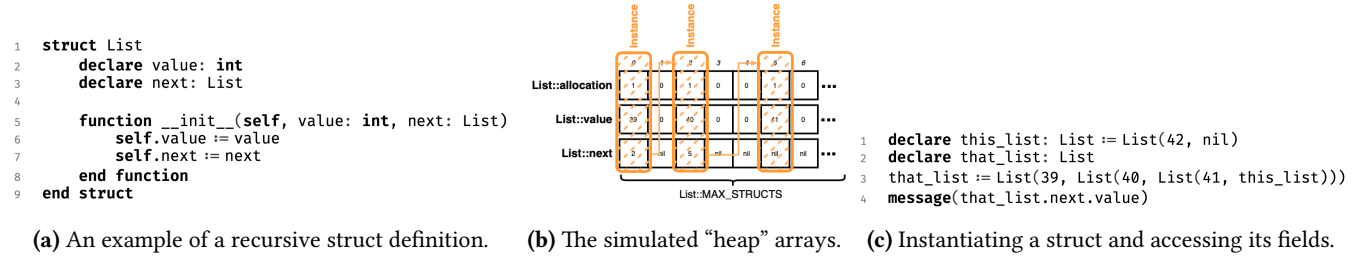 1 struct List
2 declare value: int
3 declare next: List
4
5 function __init__(self, value: int, next: List)
6 self.value := value
7 self.next := next
8 end function
9 end struct
(a) An example of a recursive struct definition.
Instance Instance Instance
0 1 2 3 4 5 6
List::allocation 1 0 1 0 0 1 0 •••
List::value 39 0 40 0 0 41 0 •••
List::next 2 nil 5 nil nil nil nil •••
List::MAX_STRUCTS
(b) The simulated “heap” arrays.
1 declare this_list: List := List(42, nil)
2 declare that_list: List
3 that_list := List(39, List(40, List(41, this_list)))
4 message(that_list.next.value)
(c) Instantiating a struct and accessing its fields.